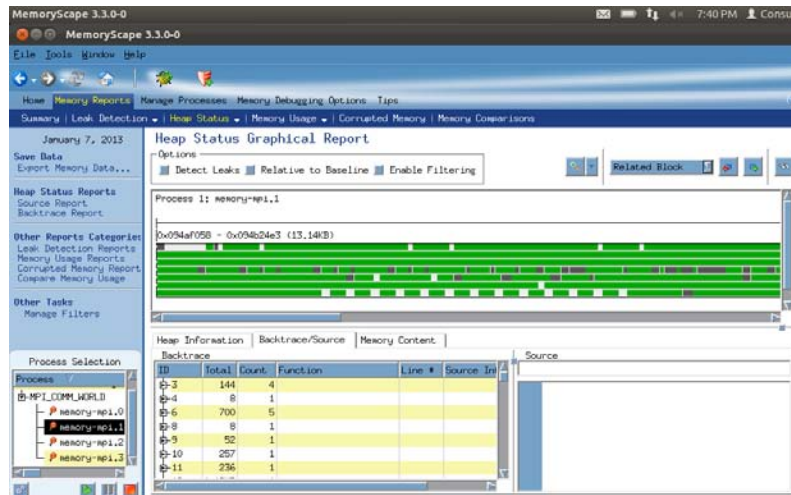 MemoryScape 3.3.0-0
7:40 PM Consu
MemoryScape 3.3.0-0
File Tools Window Help
Home Memory Reports Manage Processes Memory Debugging Options Tips
Summary | Leak Detection | Heap Status | Memory Usage | Corrupted Memory | Memory Comparisons
January 7, 2013
Save Data
Export Memory Data...
Heap Status Reports
Source Report
Backtrace Report
Other Reports Categories
Leak Detection Reports
Memory Usage Reports
Corrupted Memory Report
Compare Memory Usage
Other Tasks
Manage Filters
Process Selection
Process
MPI_COMM_WORLD
memory-mpi.0
memory-mpi.1
memory-mpi.2
memory-mpi.3
Heap Status Graphical Report
Options
Detect Leaks Relative to Baseline Enable Filtering
Related Block
Process 1: memory-mpi.1
0x094af058 - 0x094b24e3 (13.14KB)
Heap Information | Backtrace/Source | Memory Content
Backtrace
ID Total Count Function Line # Source In
3 144 4
4 8 1
6 700 5
8 8 1
9 52 1
10 257 1
11 236 1
Source